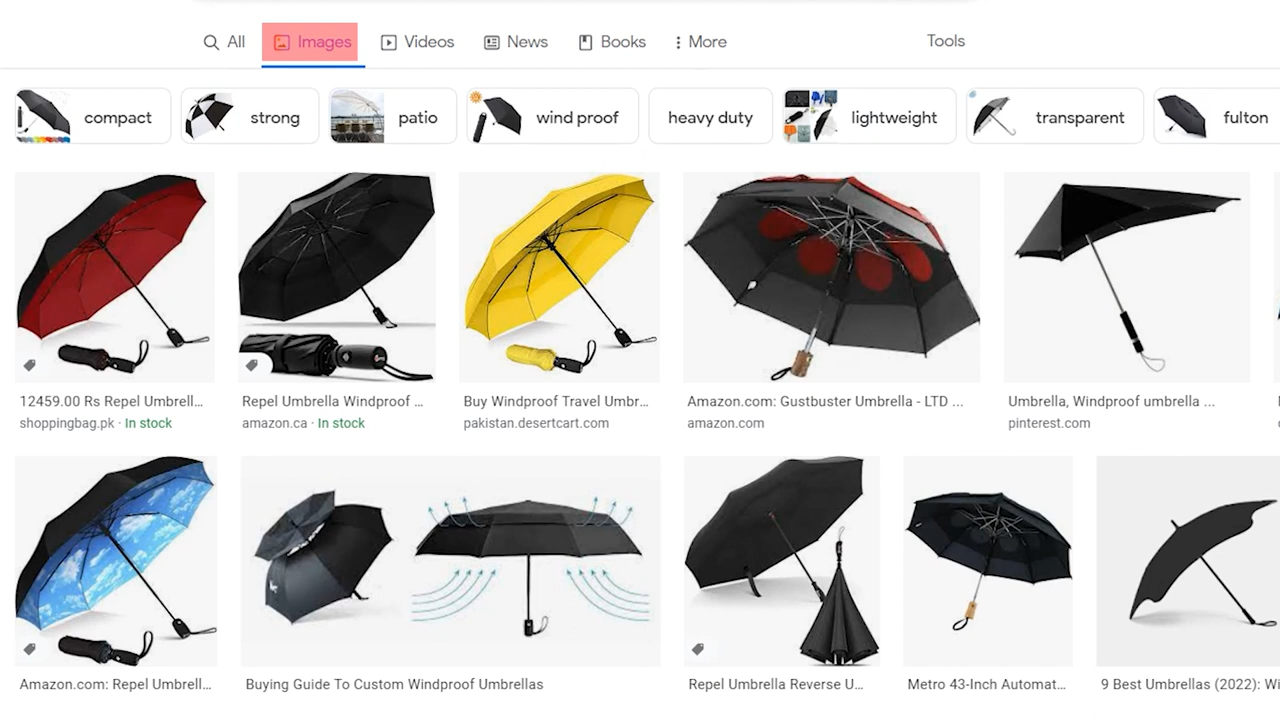 All
Images
Videos
News
Books
More
Tools
compact
strong
patio
wind proof
heavy duty
lightweight
transparent
fulton
12459.00 Rs Repel Umbrell...
shoppingbag.pk · In stock
Repel Umbrella Windproof ...
amazon.ca · In stock
Buy Windproof Travel Umbr...
pakistan.desertcart.com
Amazon.com: Gustbuster Umbrella - LTD ...
amazon.com
Umbrella, Windproof umbrella ...
pinterest.com
Amazon.com: Repel Umbrell...
Buying Guide To Custom Windproof Umbrellas
Repel Umbrella Reverse U...
Metro 43-Inch Automat...
9 Best Umbrellas (2022): Wi